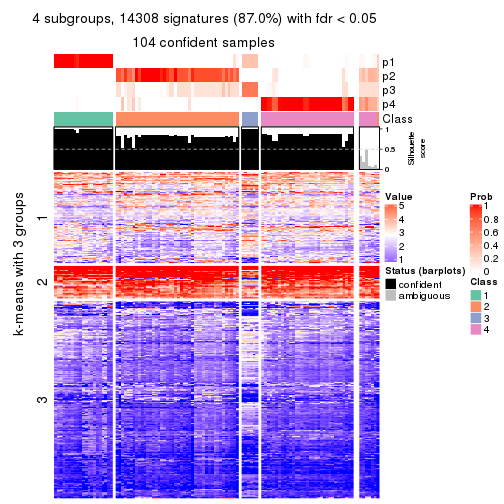 4 subgroups, 14308 signatures (87.0%) with fdr < 0.05
104 confident samples
p1
p2
p3
p4
Class
1
0.5
0
Silhouette
score
k-means with 3 groups
1
2
3
Value
5
4
3
2
1
Status (barplots)
confident
ambiguous
Prob
1
0.8
0.6
0.4
0.2
0
Class
1
2
3
4